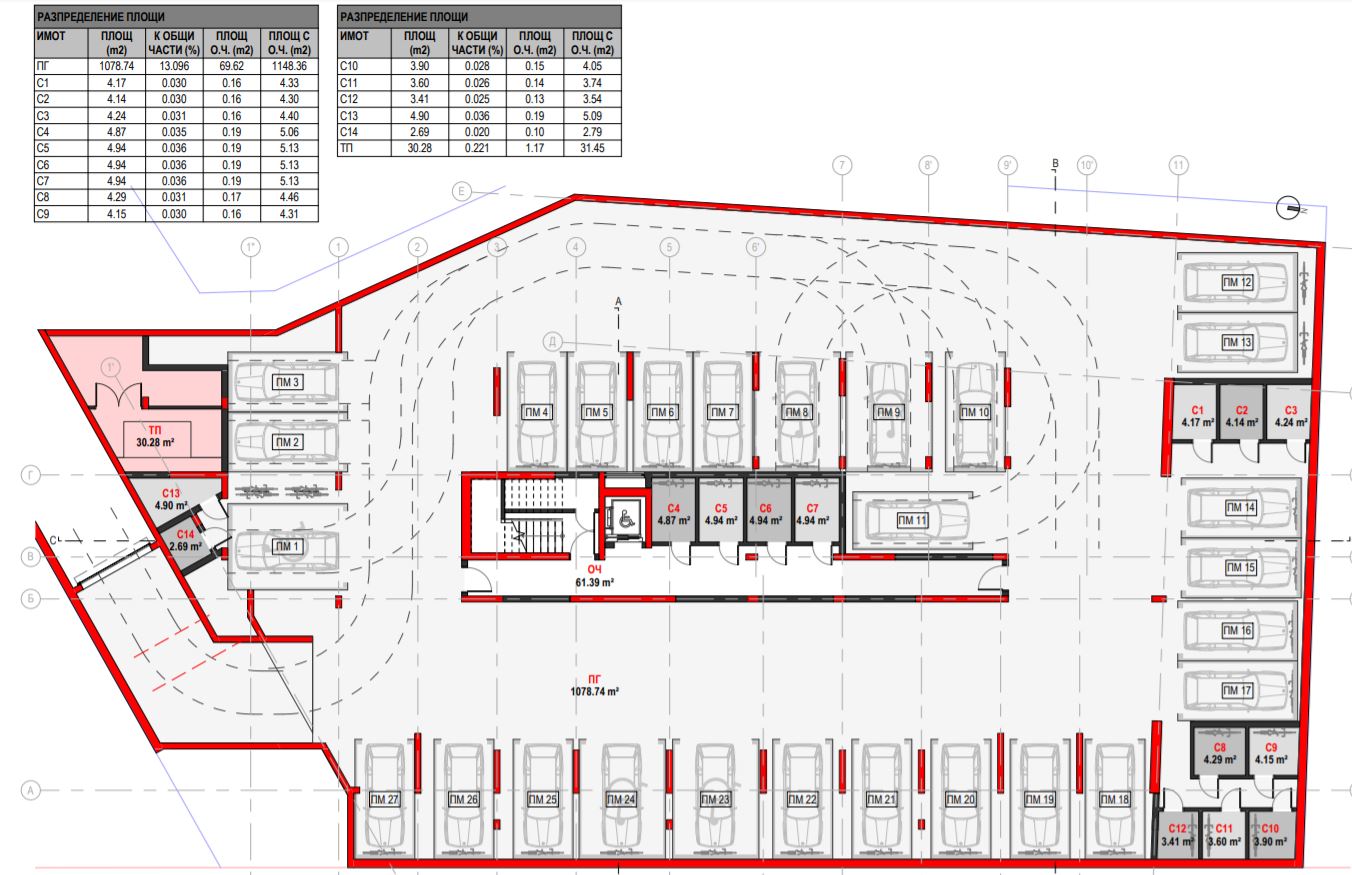 РАЗПРЕДЕЛЕНИЕ ПЛОЩИ
ИМОТ ПЛОЩ (m2) К ОБЩИ ЧАСТИ (%) ПЛОЩ О.Ч. (m2) ПЛОЩ С О.Ч. (m2)
ПГ 1078.74 13.096 69.62 1148.36
С1 4.17 0.030 0.16 4.33
С2 4.14 0.030 0.16 4.30
С3 4.24 0.031 0.16 4.40
С4 4.87 0.035 0.19 5.06
С5 4.94 0.036 0.19 5.13
С6 4.94 0.036 0.19 5.13
С7 4.94 0.036 0.19 5.13
С8 4.29 0.031 0.17 4.46
С9 4.15 0.030 0.16 4.31
РАЗПРЕДЕЛЕНИЕ ПЛОЩИ
ИМОТ ПЛОЩ (m2) К ОБЩИ ЧАСТИ (%) ПЛОЩ О.Ч. (m2) ПЛОЩ С О.Ч. (m2)
С10 3.90 0.028 0.15 4.05
С11 3.60 0.026 0.14 3.74
С12 3.41 0.025 0.13 3.54
С13 4.90 0.036 0.19 5.09
С14 2.69 0.020 0.10 2.79
ТП 30.28 0.221 1.17 31.45
7 8' 9' B 10' 11
Е
N
1" 1 2 3 4 5 6'
А
Д
1"
ПМ 12
ПМ 13
ПМ 3
ПМ 2
ПМ 4 ПМ 5 ПМ 6 ПМ 7 ПМ 8 ПМ 9 ПМ 10
С1
4.17 m²
С2
4.14 m²
С3
4.24 m²
ТП
30.28 m²
Г
С13
4.90 m²
С14
2.69 m²
C'
ПМ 1
С4
4.87 m²
С5
4.94 m²
С6
4.94 m²
С7
4.94 m²
ПМ 11
ПМ 14
ПМ 15
В
ОЧ
61.39 m²
Б
ПМ 16
ПМ 17
ПГ
1078.74 m²
С8
4.29 m²
С9
4.15 m²
А
ПМ 27 ПМ 26 ПМ 25 ПМ 24 ПМ 23 ПМ 22 ПМ 21 ПМ 20 ПМ 19 ПМ 18
С12
3.41 m²
С11
3.60 m²
С10
3.90 m²
А
B